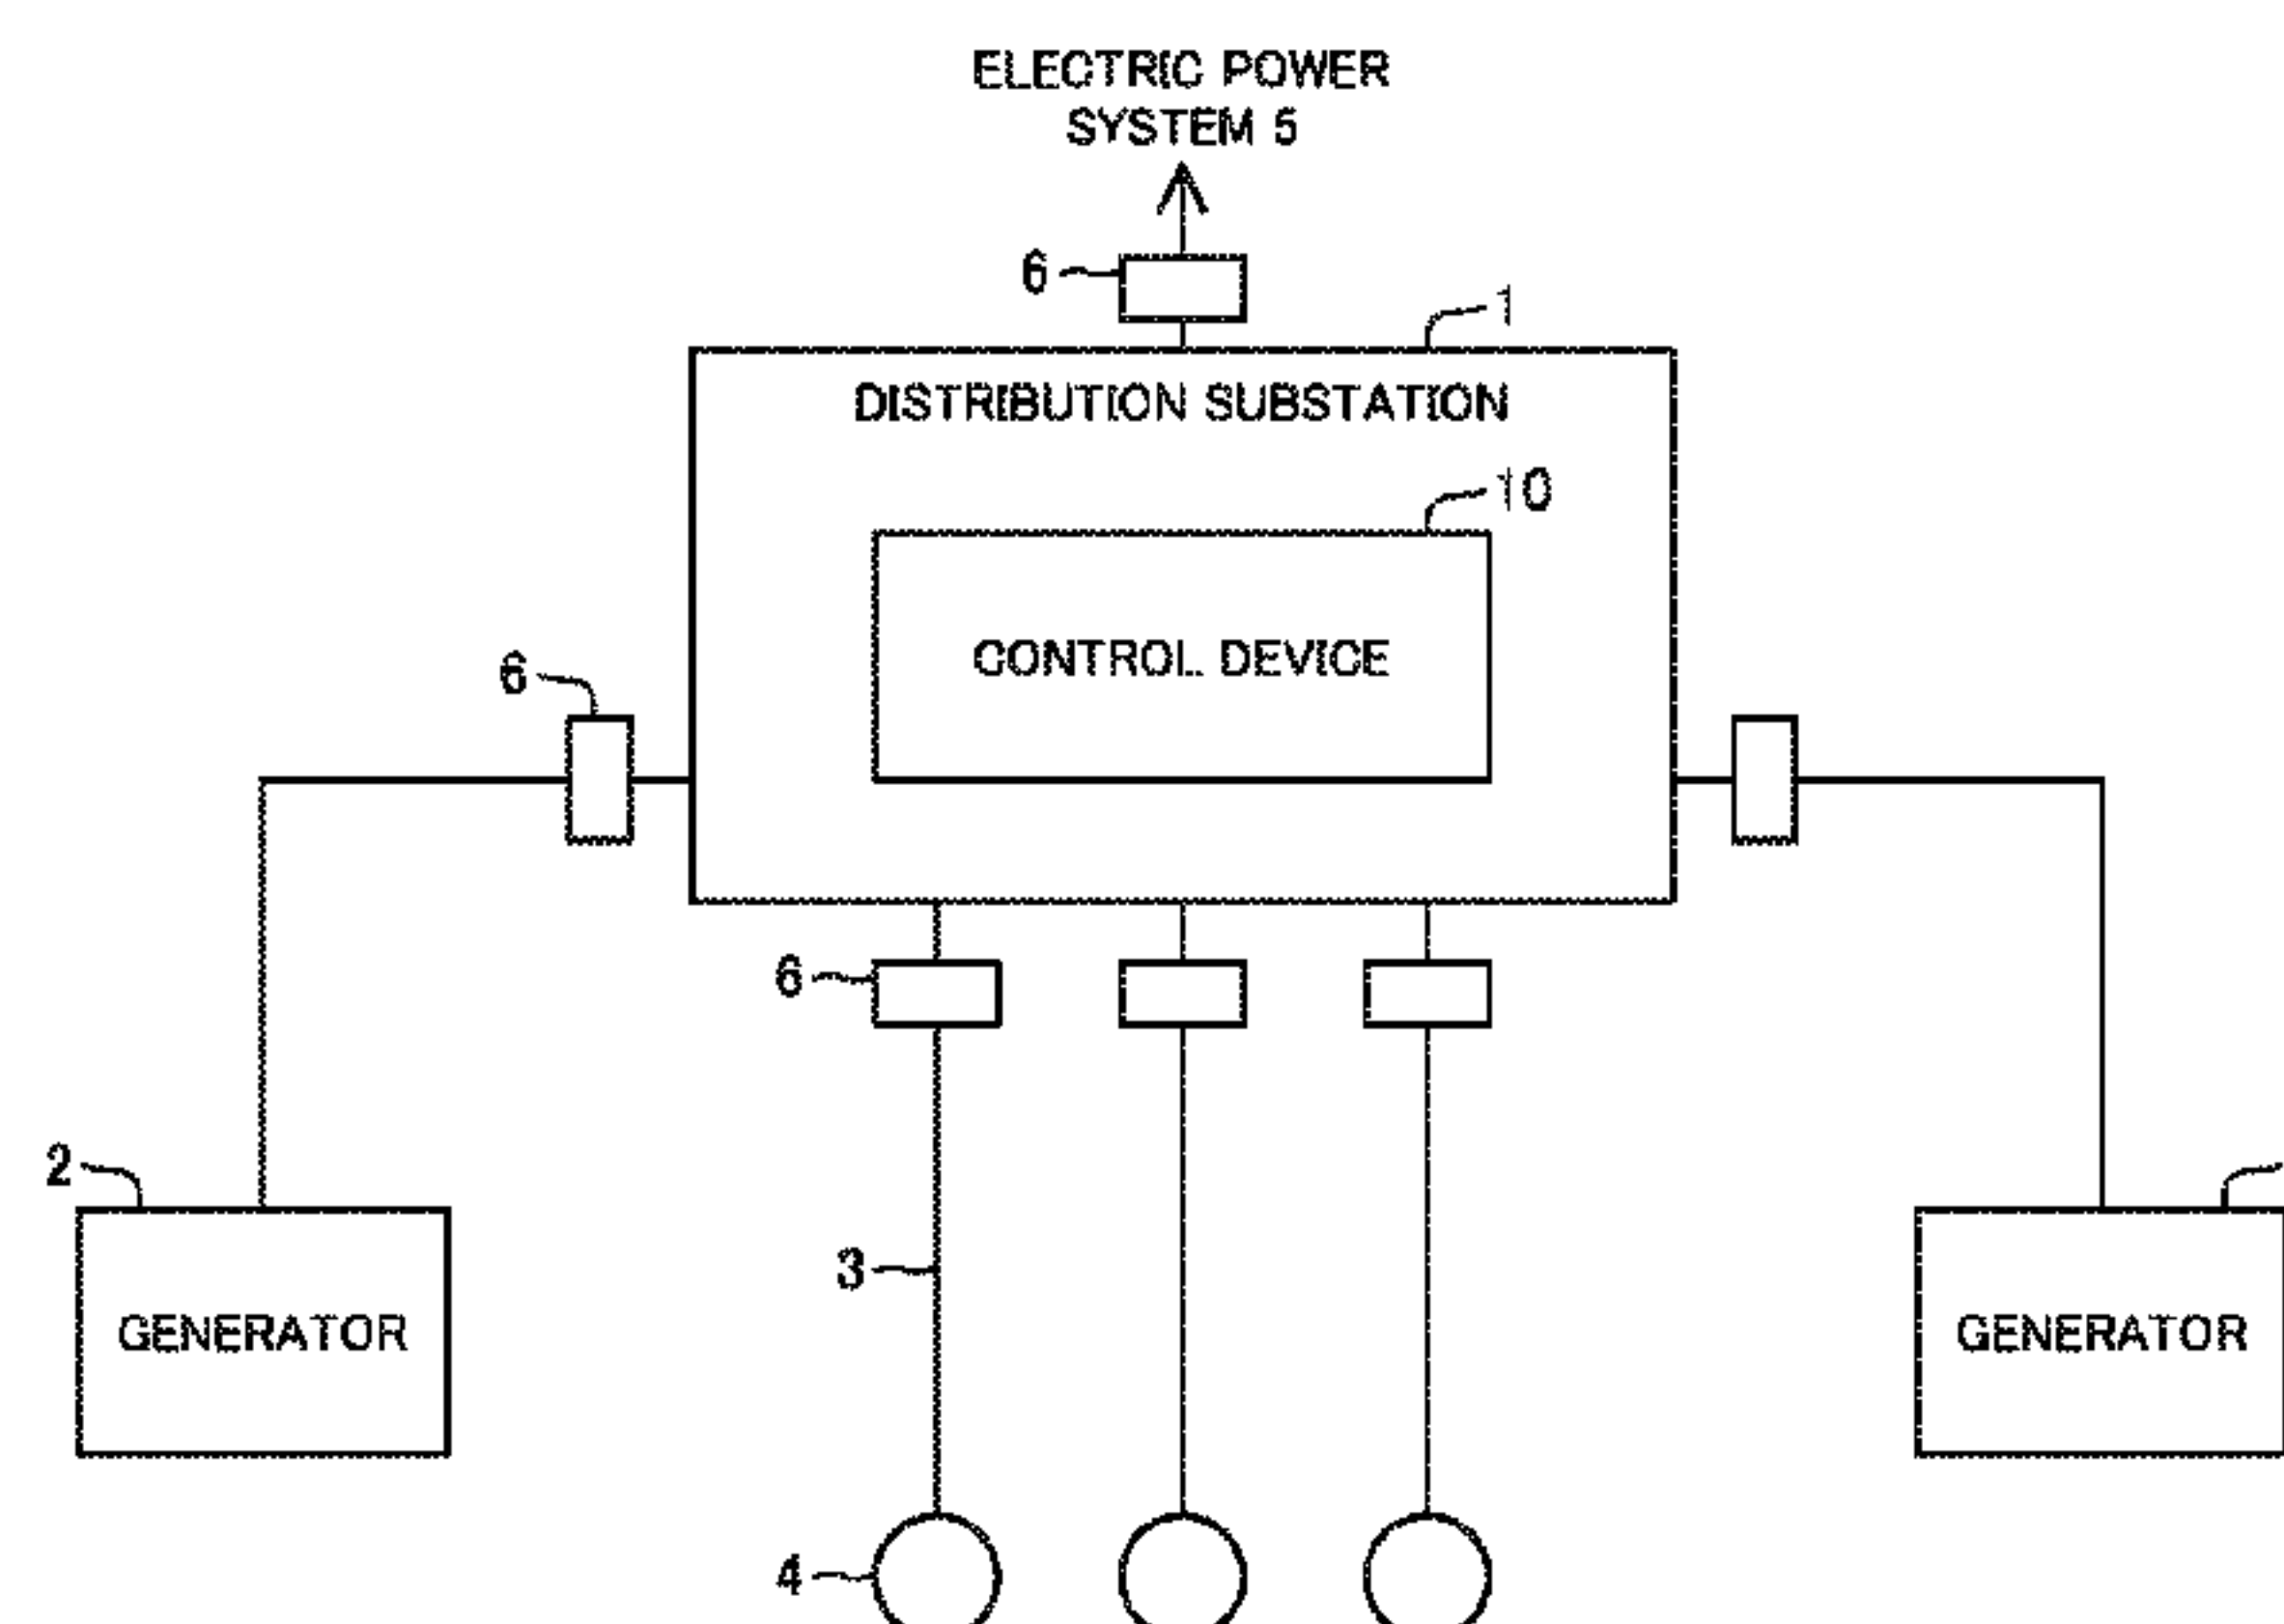 ELECTRIC POWER
SYSTEM 5
6
1
DISTRIBUTION SUBSTATION
10
CONTROL DEVICE
6
6
2
3
GENERATOR
GENERATOR
4